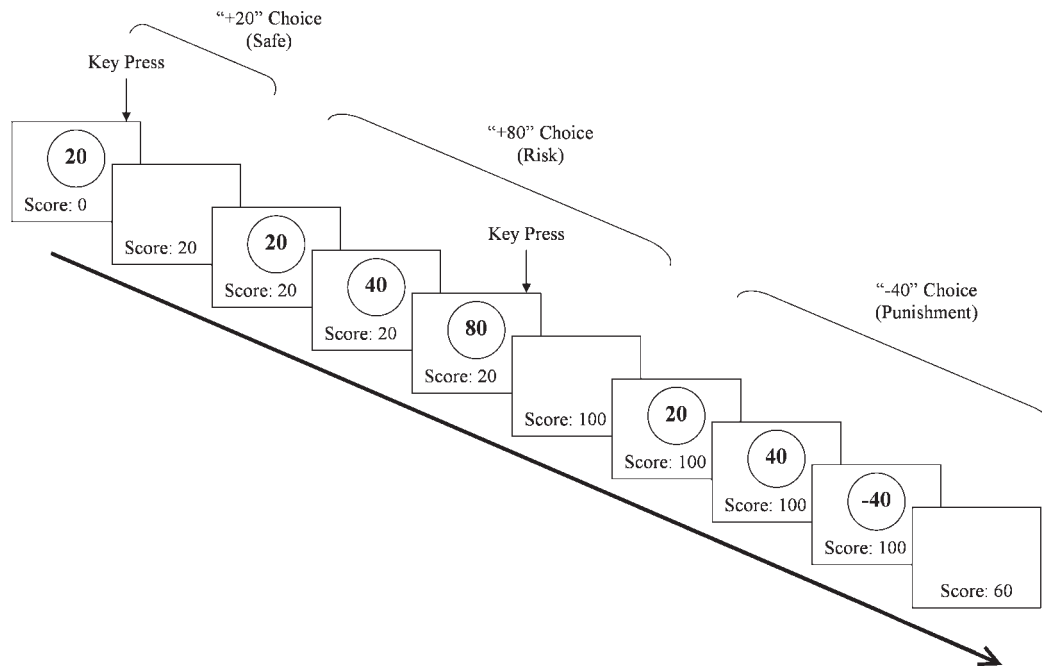 “+20” Choice
(Safe)
Key Press
20
Score: 0
Score: 20
20
Score: 20
40
Score: 20
“+80” Choice
(Risk)
Key Press
80
Score: 20
Score: 100
20
Score: 100
40
Score: 100
“-40” Choice
(Punishment)
-40
Score: 100
Score: 60